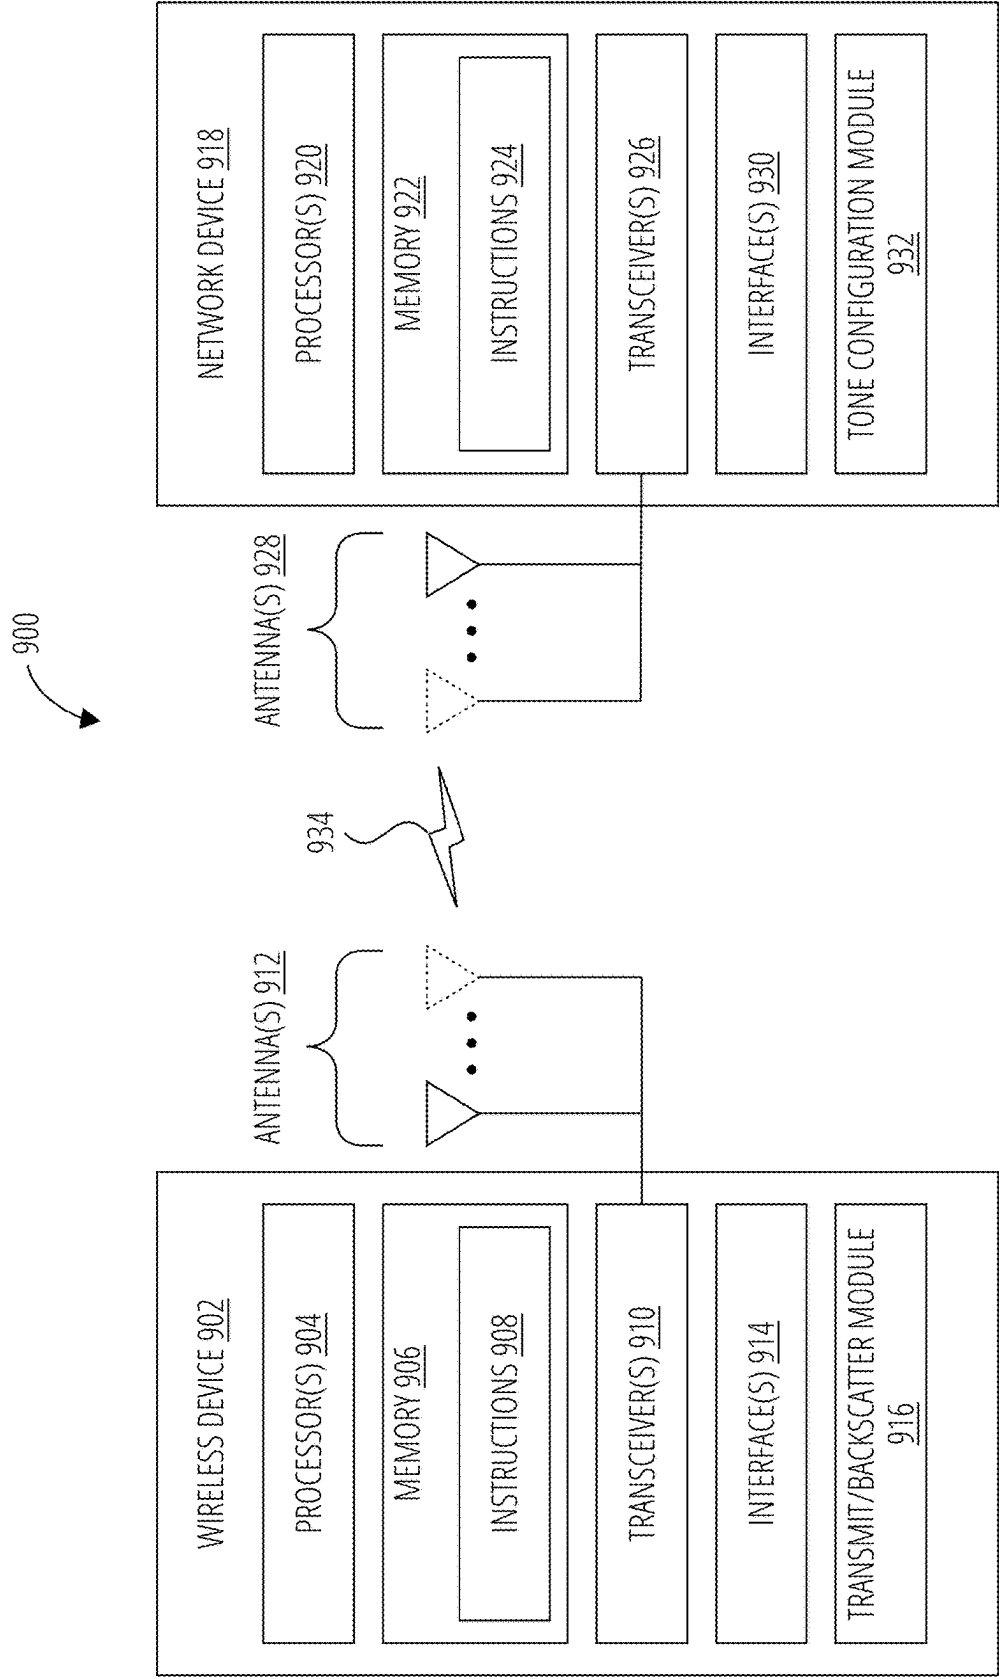 900
WIRELESS DEVICE 902
PROCESSOR(S) 904
MEMORY 906
INSTRUCTIONS 908
TRANSCEIVER(S) 910
INTERFACE(S) 914
TRANSMIT/BACKSCATTER MODULE
916
ANTENNA(S) 912
934
ANTENNA(S) 928
NETWORK DEVICE 918
PROCESSOR(S) 920
MEMORY 922
INSTRUCTIONS 924
TRANSCEIVER(S) 926
INTERFACE(S) 930
TONE CONFIGURATION MODULE
932